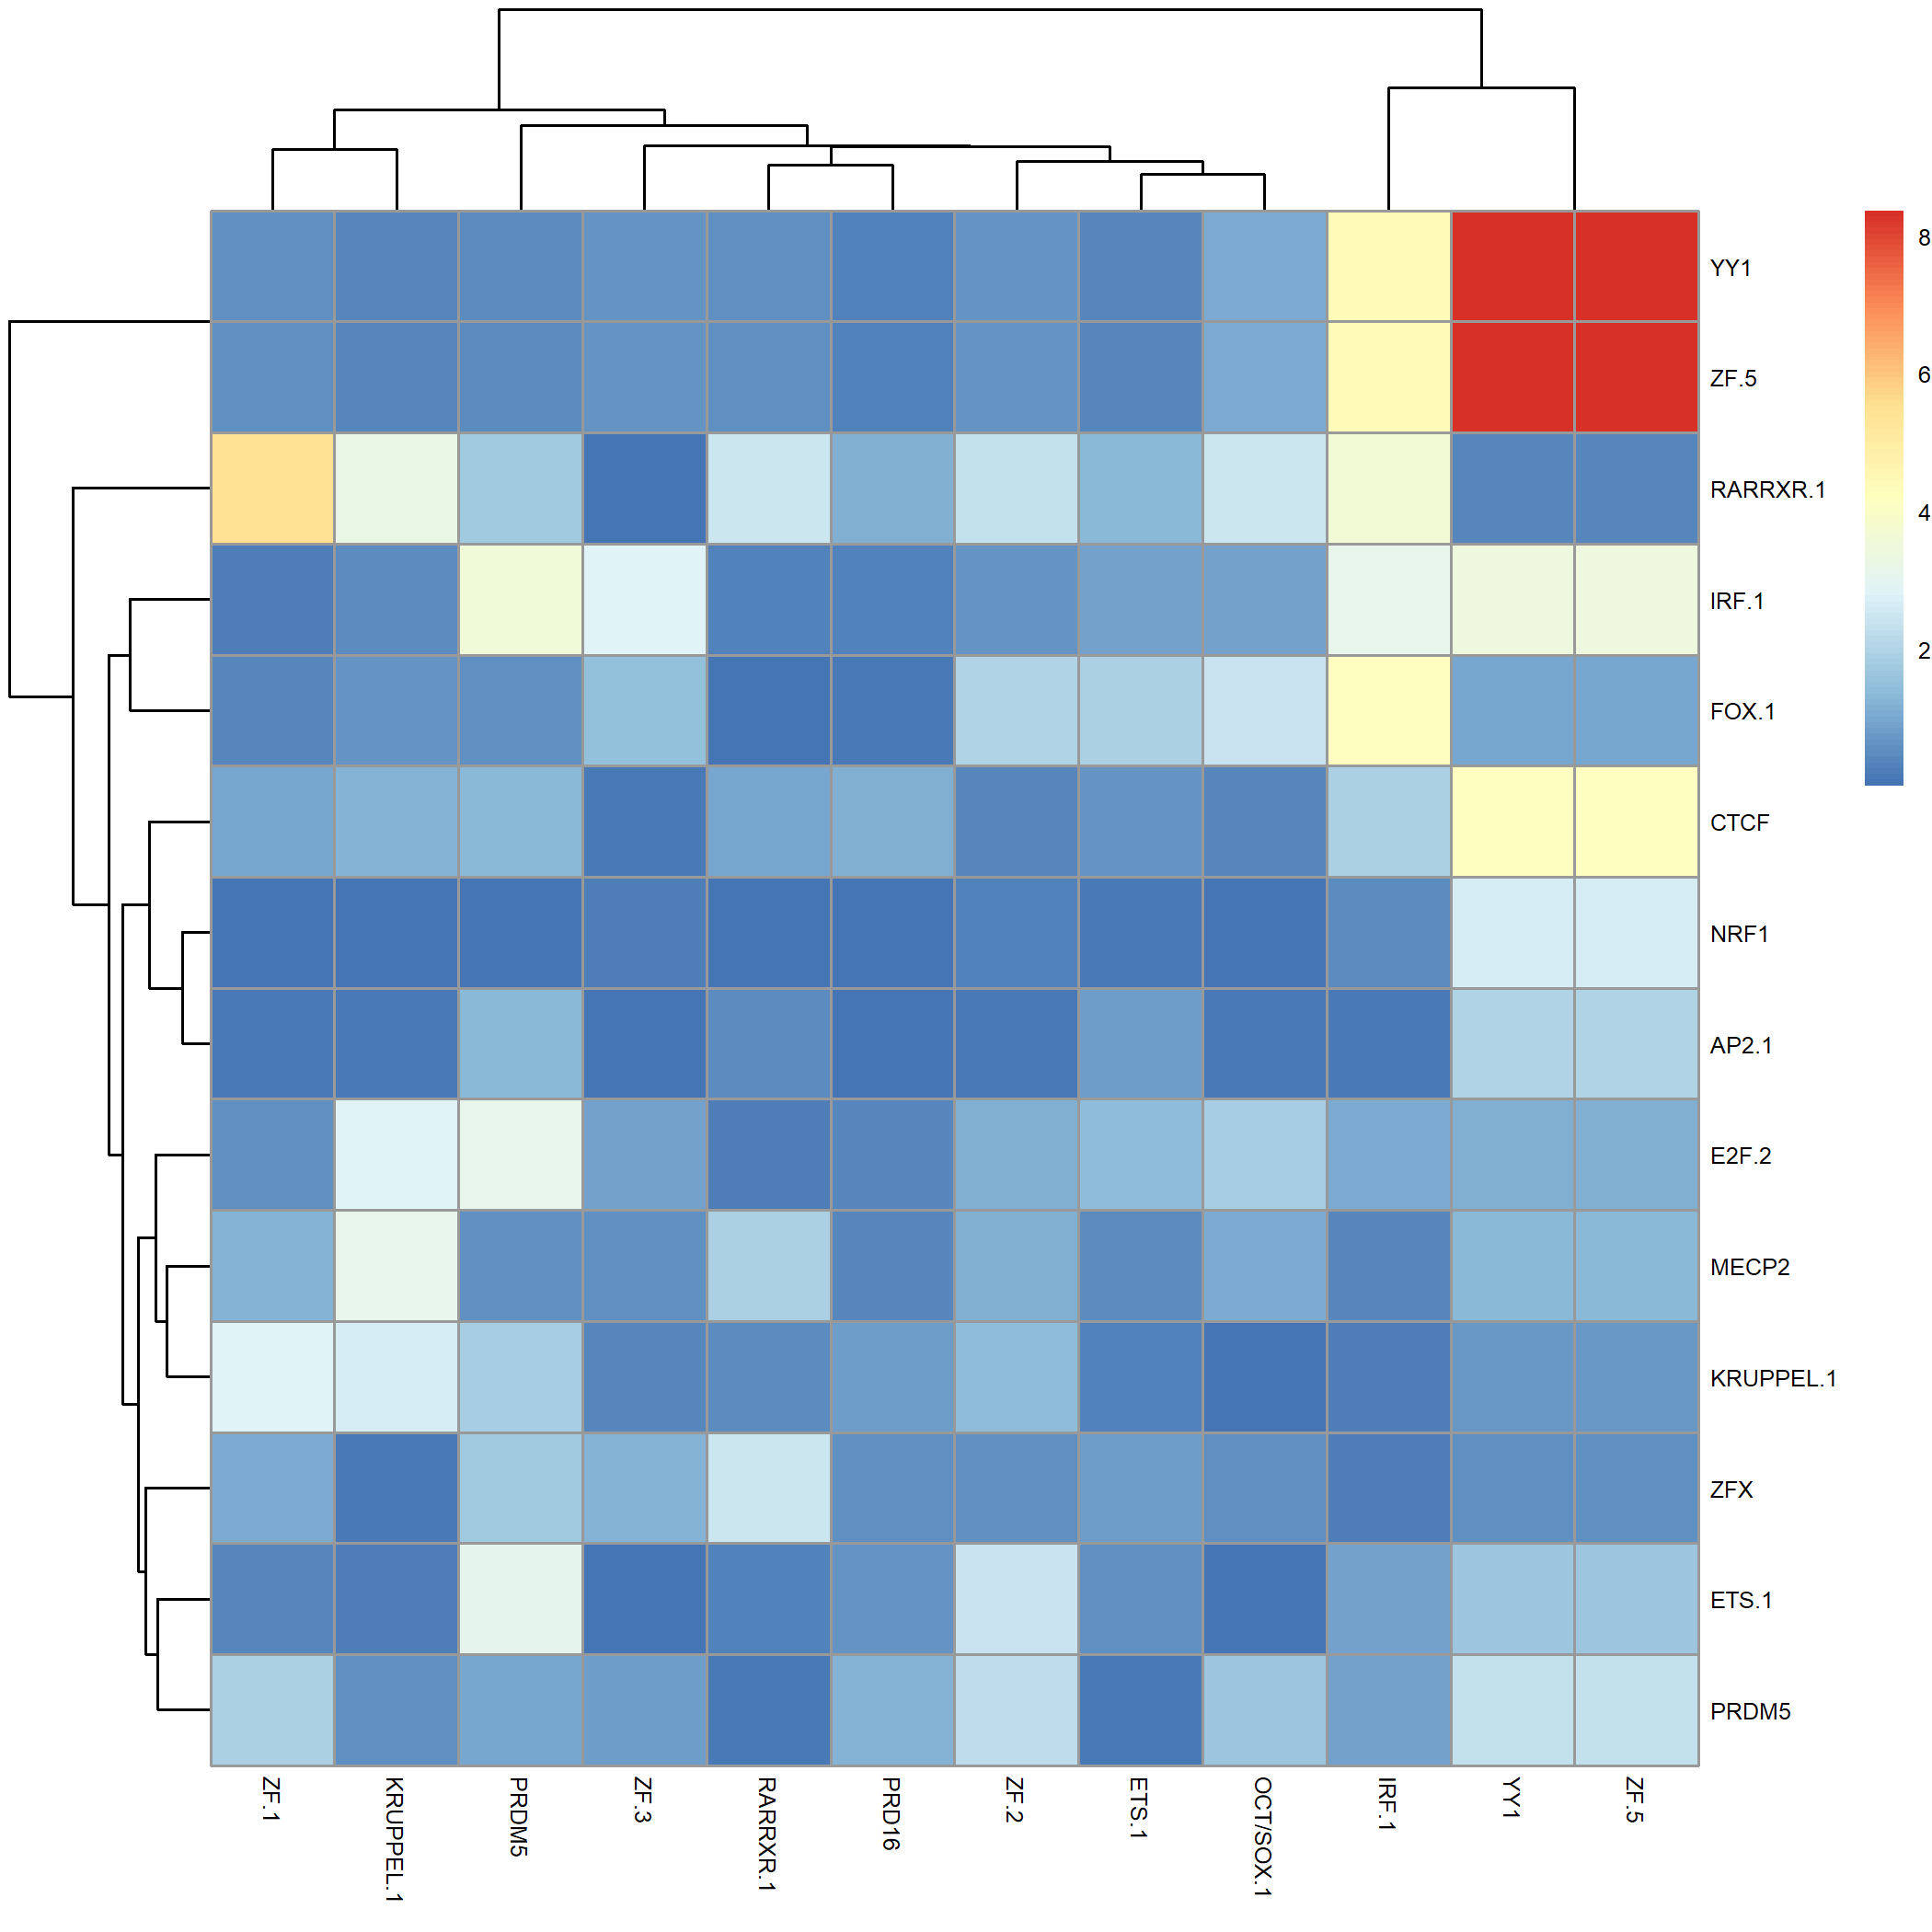 8
6
4
2
YY1
ZF.5
RARRXR.1
IRF.1
FOX.1
CTCF
NRF1
AP2.1
E2F.2
MECP2
KRUPPEL.1
ZFX
ETS.1
PRDM5
ZF.1
KRUPPEL.1
PRDM5
ZF.3
RARRXR.1
PRD16
ZF.2
ETS.1
OCT/SOX.1
IRF.1
YY1
ZF.5